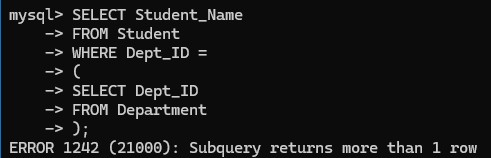 mysql> SELECT Student_Name
    -> FROM Student
    -> WHERE Dept_ID =
    -> (
    -> SELECT Dept_ID
    -> FROM Department
    -> );
ERROR 1242 (21000): Subquery returns more than 1 row